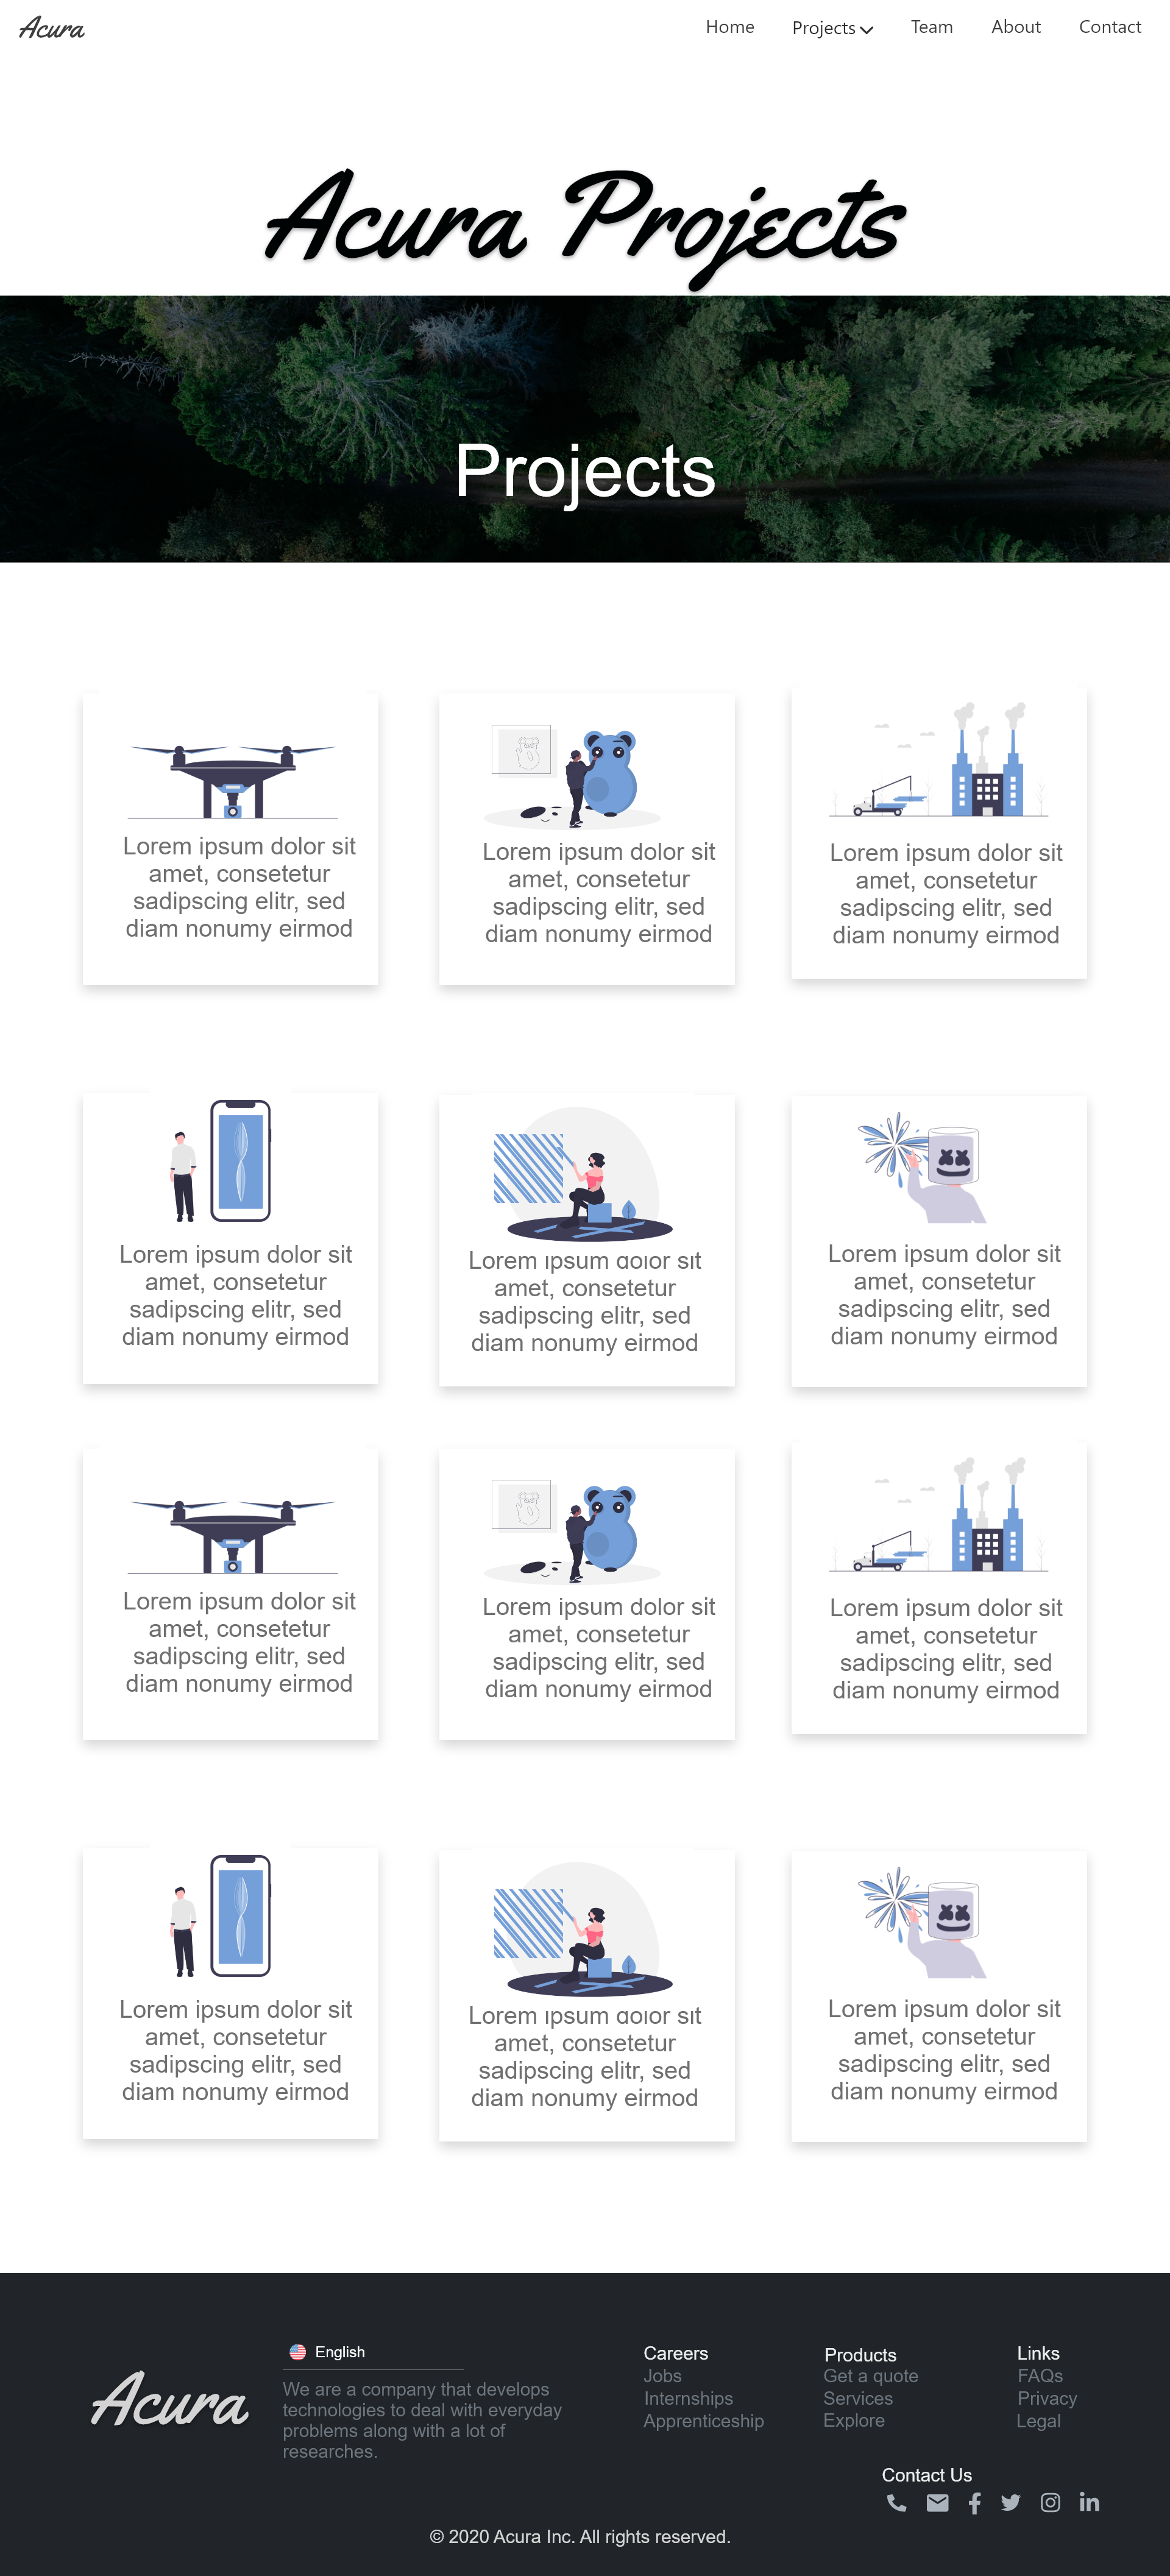 Acura
Home
Projects
Team
About
Contact
Acura Projects
Projects
Lorem ipsum dolor sit
amet, consetetur
sadipscing elitr, sed
diam nonumy eirmod
Lorem ipsum dolor sit
amet, consetetur
sadipscing elitr, sed
diam nonumy eirmod
Lorem ipsum dolor sit
amet, consetetur
sadipscing elitr, sed
diam nonumy eirmod
Lorem ipsum dolor sit
amet, consetetur
sadipscing elitr, sed
diam nonumy eirmod
Lorem ipsum dolor sit
amet, consetetur
sadipscing elitr, sed
diam nonumy eirmod
Lorem ipsum dolor sit
amet, consetetur
sadipscing elitr, sed
diam nonumy eirmod
Lorem ipsum dolor sit
amet, consetetur
sadipscing elitr, sed
diam nonumy eirmod
Lorem ipsum dolor sit
amet, consetetur
sadipscing elitr, sed
diam nonumy eirmod
Lorem ipsum dolor sit
amet, consetetur
sadipscing elitr, sed
diam nonumy eirmod
Lorem ipsum dolor sit
amet, consetetur
sadipscing elitr, sed
diam nonumy eirmod
Lorem ipsum dolor sit
amet, consetetur
sadipscing elitr, sed
diam nonumy eirmod
Lorem ipsum dolor sit
amet, consetetur
sadipscing elitr, sed
diam nonumy eirmod
Acura
English
We are a company that develops
technologies to deal with everyday
problems along with a lot of
researches.
Careers
Jobs
Internships
Apprenticeship
Products
Get a quote
Services
Explore
Links
FAQs
Privacy
Legal
Contact Us
© 2020 Acura Inc. All rights reserved.